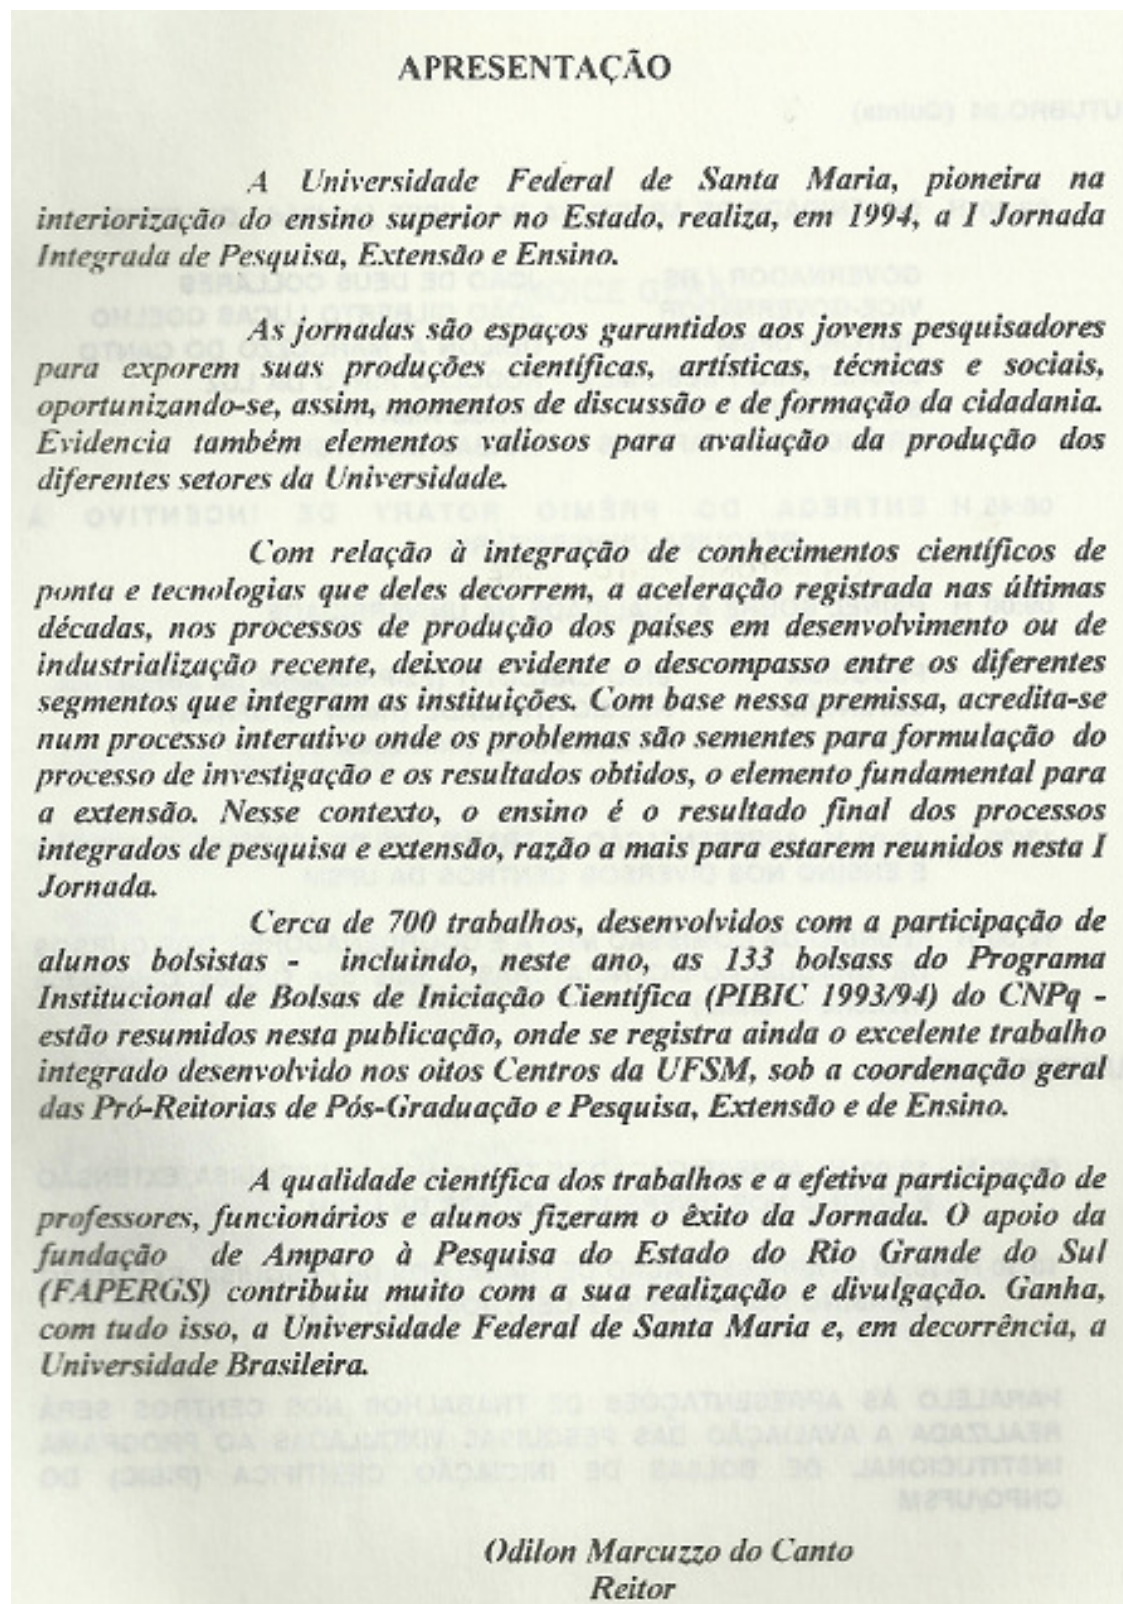 APRESENTAÇÃO
A Universidade Federal de Santa Maria, pioneira na
interiorização do ensino superior no Estado, realiza, em 1994, a I Jornada
Integrada de Pesquisa, Extensão e Ensino.
As jornadas são espaços garantidos aos jovens pesquisadores
para exporem suas produções científicas, artísticas, técnicas e sociais,
oportunizando-se, assim, momentos de discussão e de formação da cidadania.
Evidencia também elementos valiosos para avaliação da produção dos
diferentes setores da Universidade.
Com relação à integração de conhecimentos científicos de
ponta e tecnologias que deles decorrem, a aceleração registrada nas últimas
décadas, nos processos de produção dos países em desenvolvimento ou de
industrialização recente, deixou evidente o descompasso entre os diferentes
segmentos que integram as instituições. Com base nessa premissa, acredita-se
num processo interativo onde os problemas são sementes para formulação do
processo de investigação e os resultados obtidos, o elemento fundamental para
a extensão. Nesse contexto, o ensino é o resultado final dos processos
integrados de pesquisa e extensão, razão a mais para estarem reunidos nesta I
Jornada.
Cerca de 700 trabalhos, desenvolvidos com a participação de
alunos bolsistas - incluindo, neste ano, as 133 bolsass do Programa
Institucional de Bolsas de Iniciação Científica (PIBIC 1993/94) do CNPq -
estão resumidos nesta publicação, onde se registra ainda o excelente trabalho
integrado desenvolvido nos oitos Centros da UFSM, sob a coordenação geral
das Pró-Reitorias de Pós-Graduação e Pesquisa, Extensão e de Ensino.
A qualidade científica dos trabalhos e a efetiva participação de
professores, funcionários e alunos fizeram o êxito da Jornada. O apoio da
fundação de Amparo à Pesquisa do Estado do Rio Grande do Sul
(FAPERGS) contribuiu muito com a sua realização e divulgação. Ganha,
com tudo isso, a Universidade Federal de Santa Maria e, em decorrência, a
Universidade Brasileira.
Odilon Marcuzzo do Canto
Reitor